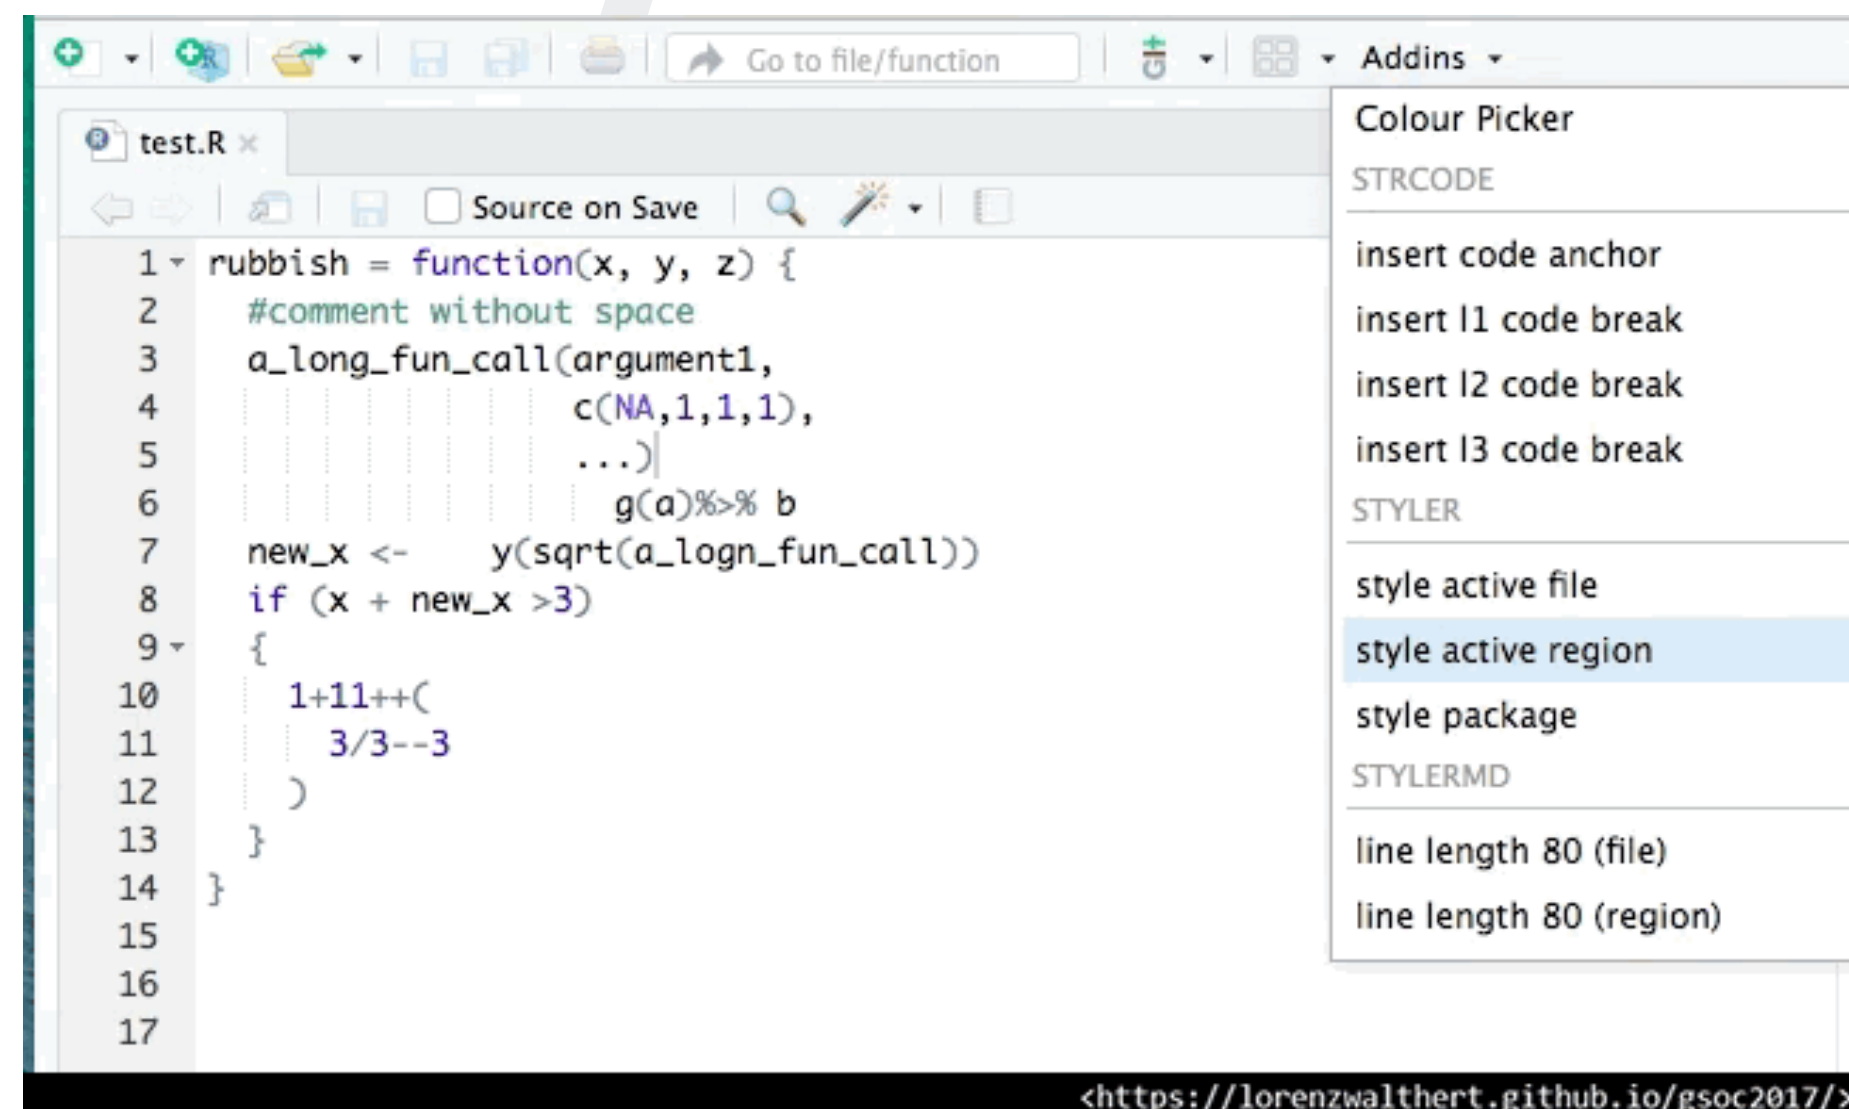 Go to file/function
Git
Addins
test.R
Source on Save
1 rubbish = function(x, y, z) {
2 #comment without space
3 a_long_fun_call(argument1,
4 c(NA,1,1,1),
5 ...)
6 g(a)%>% b
7 new_x <-    y(sqrt(a_logn_fun_call))
8 if (x + new_x >3)
9 {
10 1+11++(
11 3/3--3
12 )
13 }
14 }
15
16
17
Colour Picker
STRCODE
insert code anchor
insert l1 code break
insert l2 code break
insert l3 code break
STYLER
style active file
style active region
style package
STYLERMD
line length 80 (file)
line length 80 (region)
<https://lorenzwalthert.github.io/gsoc2017/>